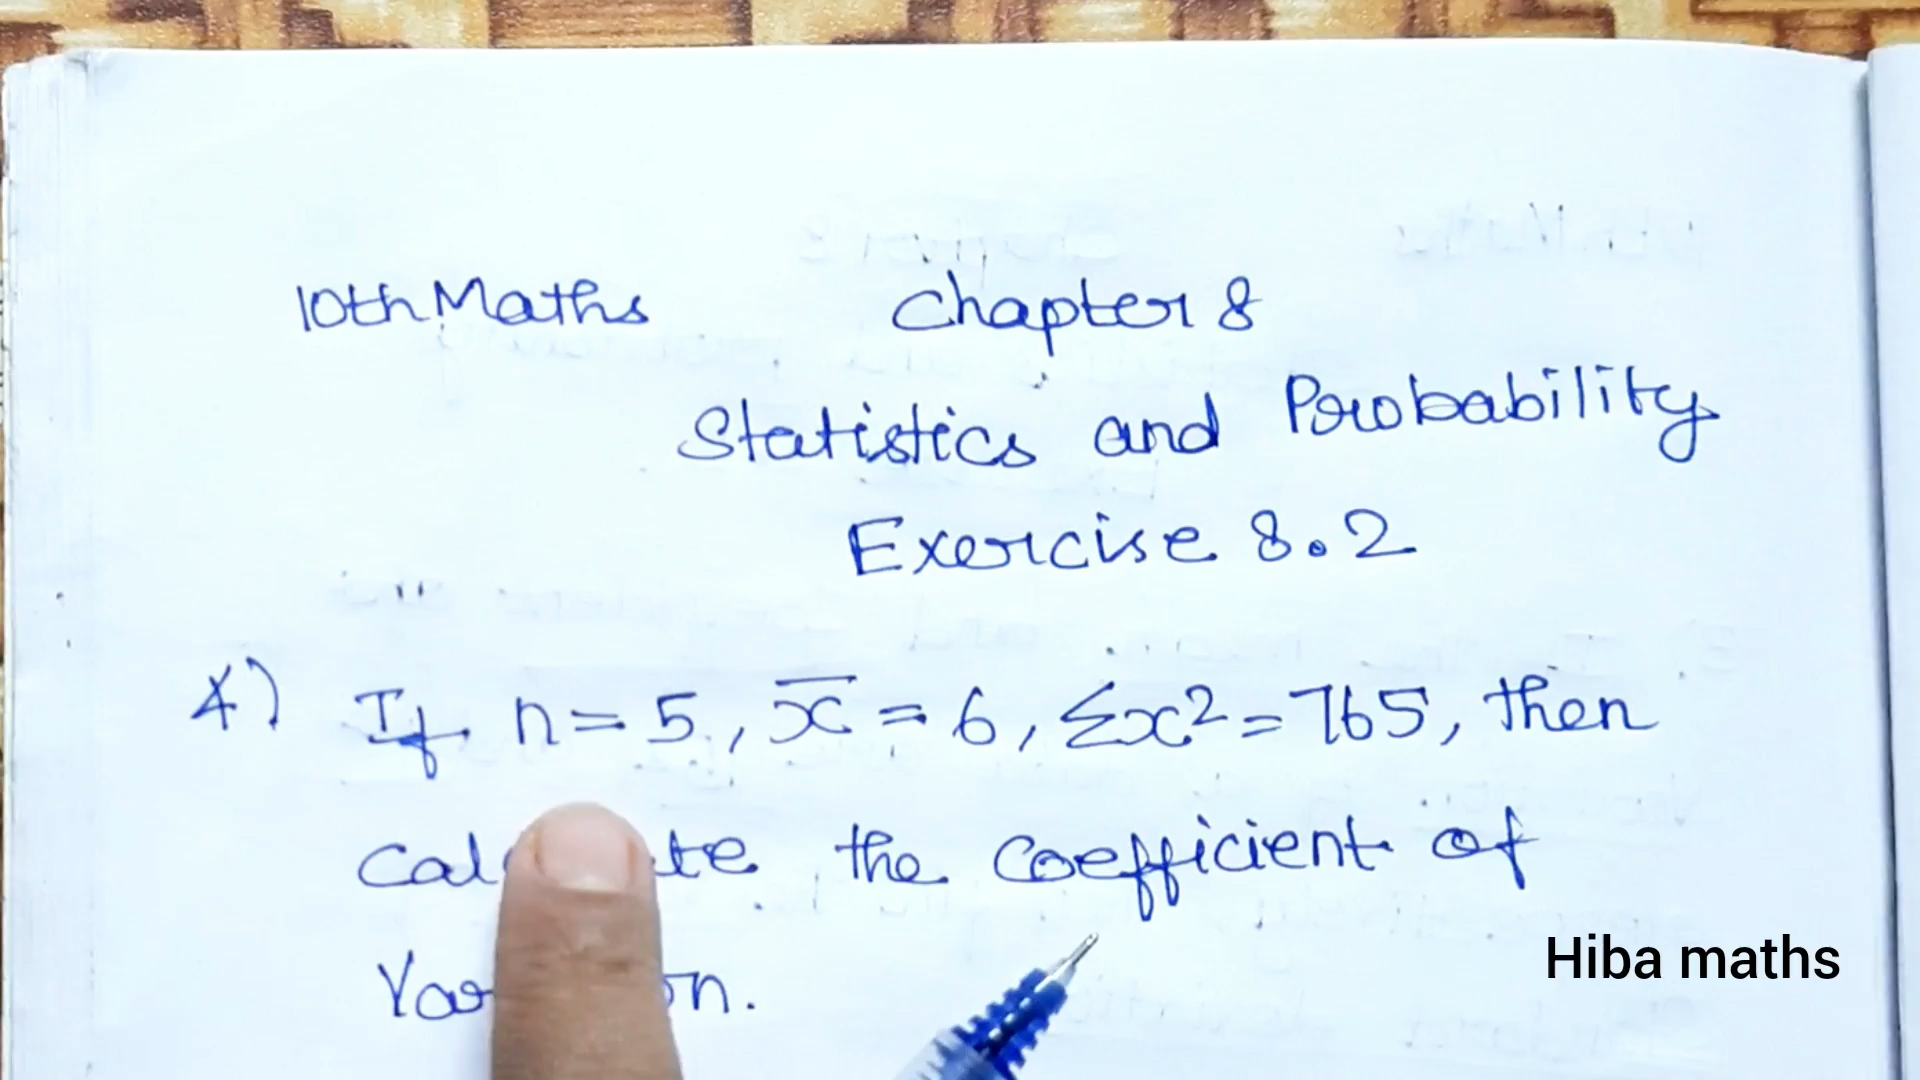 10th Maths Chapter 8
Statistics and Probability
Exercise 8.2
4) If n = 5, x̅ = 6, Σx² = 765, then
the coefficient of
Hiba maths